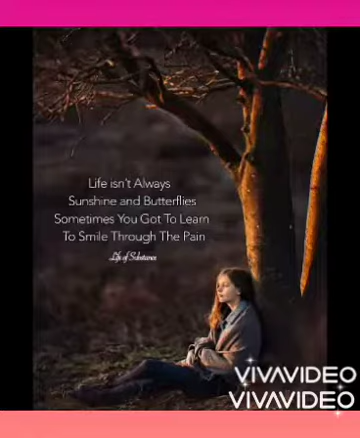 Life isn't Always
Sunshine and Butterflies
Sometimes You Got To Learn
To Smile Through The Pain
Life of Substance
VIVAVIDEO
VIVAVIDEO